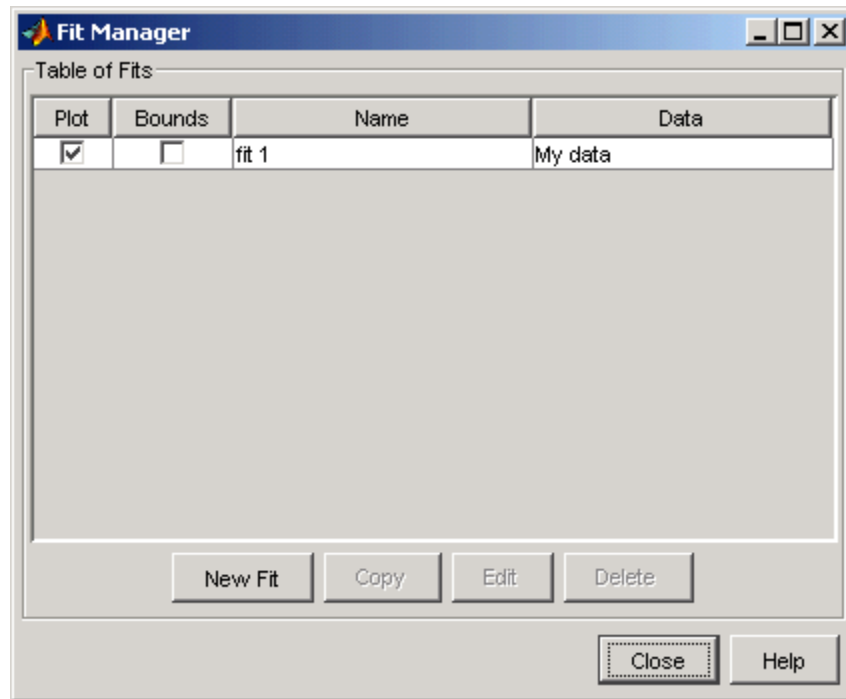 Fit Manager
Table of Fits
Plot Bounds Name Data
fit 1 My data
New Fit Copy Edit Delete
Close Help